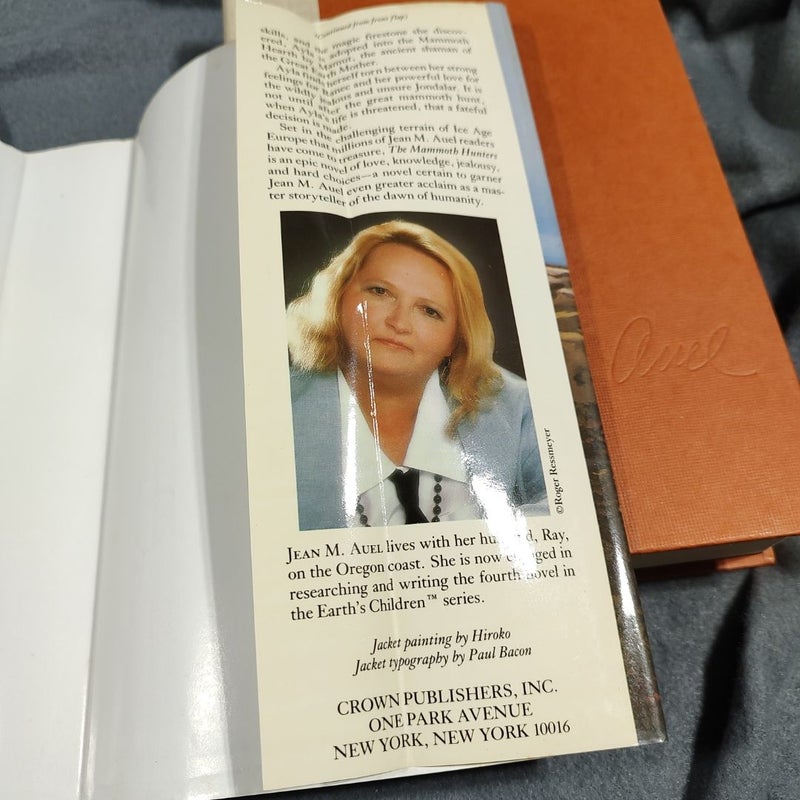 (continued from front flap)
skills, and the magic firestone she discov-
ered, Ayla is adopted into the Mammoth
Hearth by Mamut, the ancient shaman of
the Great Earth Mother.
Ayla finds herself torn between her strong
feelings for Ranec and her powerful love for
the wildly jealous and unsure Jondalar. It is
not until after the great mammoth hunt,
when Ayla's life is threatened, that a fateful
decision is made.
Set in the challenging terrain of Ice Age
Europe that millions of Jean M. Auel readers
have come to treasure, The Mammoth Hunters
is an epic novel of love, knowledge, jealousy,
and hard choices—a novel certain to garner
Jean M. Auel even greater acclaim as a mas-
ter storyteller of the dawn of humanity.
©Roger Ressmeyer
JEAN M. AUEL lives with her husband, Ray,
on the Oregon coast. She is now engaged in
researching and writing the fourth novel in
the Earth's Children™ series.
Jacket painting by Hiroko
Jacket typography by Paul Bacon
CROWN PUBLISHERS, INC.
ONE PARK AVENUE
NEW YORK, NEW YORK 10016
Auel